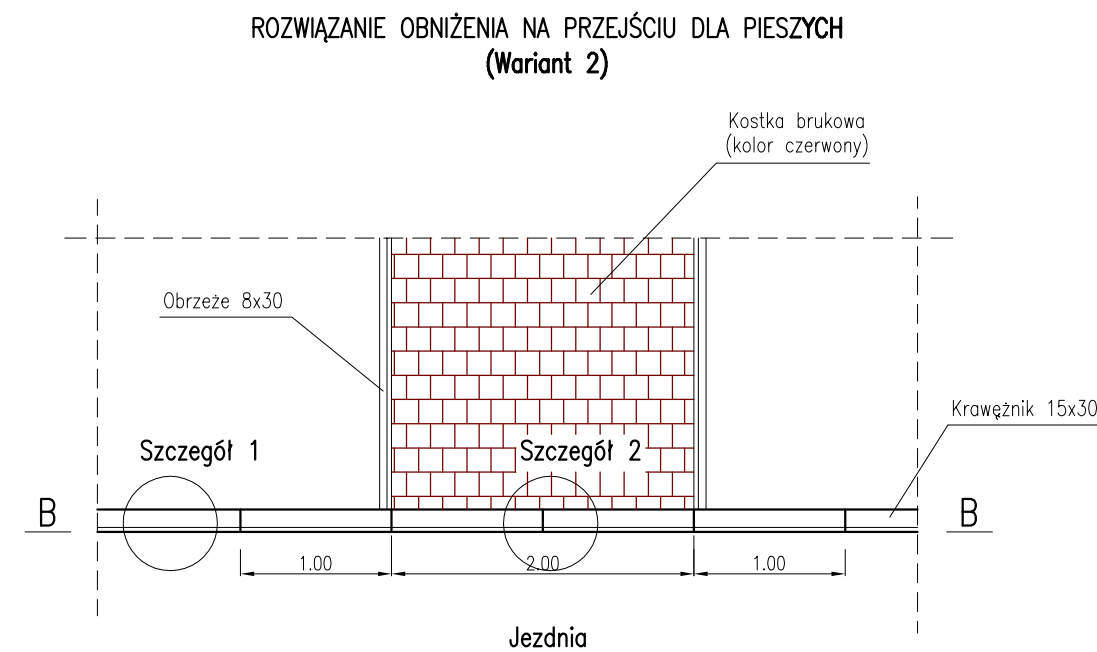 ROZWIĄZANIE OBNIŻENIA NA PRZEJŚCIU DLA PIESZYCH
(Wariant 2)
Kostka brukowa
(kolor czerwony)
Obrzeże 8x30
Krawężnik 15x30
Szczegół 1
Szczegół 2
B
B
1.00
2.00
1.00
Jezdnia